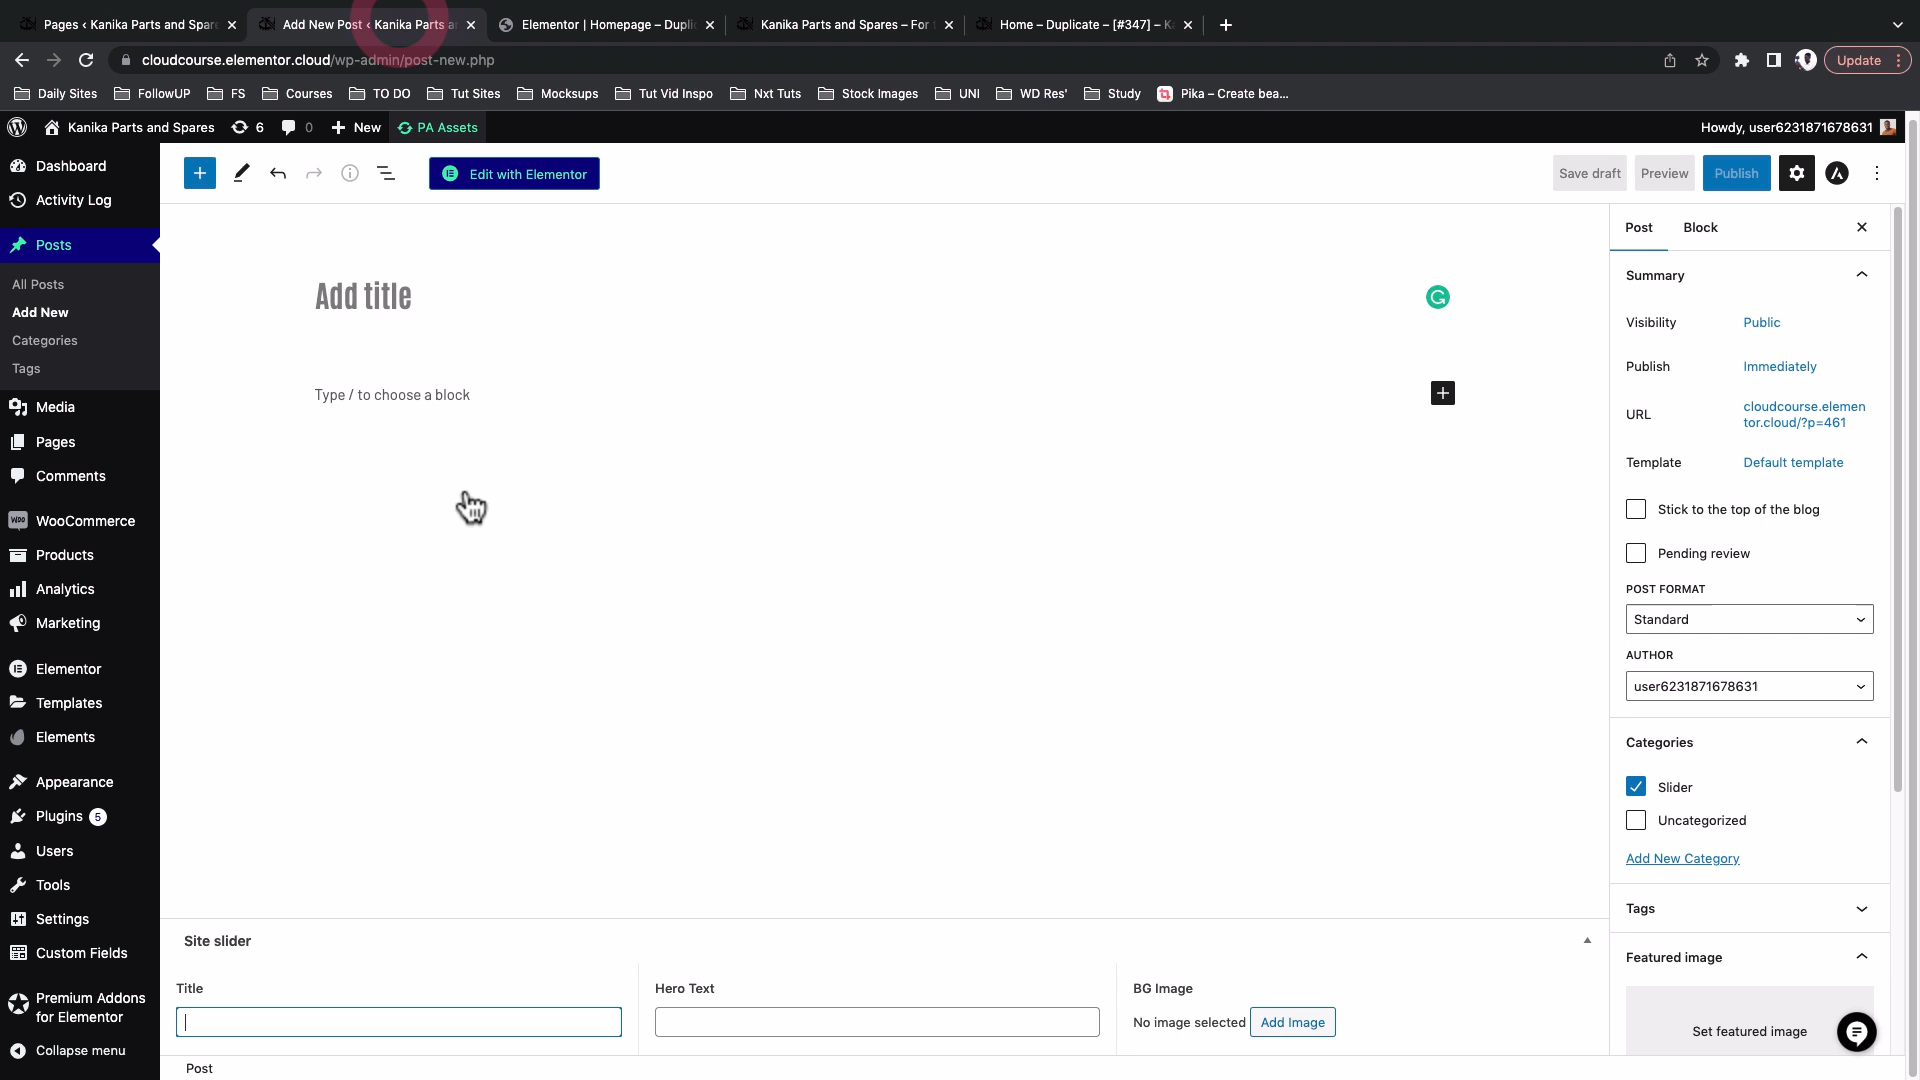 Pages ‹ Kanika Parts and Spare
Add New Post ‹ Kanika Parts a
Elementor | Homepage – Dupli
Kanika Parts and Spares – For
Home – Duplicate – [#347] – K
cloudcourse.elementor.cloud/wp-admin/post-new.php
Update
Daily Sites
FollowUP
FS
Courses
TO DO
Tut Sites
Mocksups
Tut Vid Inspo
Nxt Tuts
Stock Images
UNI
WD Res'
Study
Pika – Create bea...
Kanika Parts and Spares
6
0
New
PA Assets
Howdy, user6231871678631
Dashboard
Activity Log
Posts
All Posts
Add New
Categories
Tags
Media
Pages
Comments
WooCommerce
Products
Analytics
Marketing
Elementor
Templates
Elements
Appearance
Plugins 5
Users
Tools
Settings
Custom Fields
Premium Addons
for Elementor
Collapse menu
Edit with Elementor
Save draft
Preview
Publish
Add title
Type / to choose a block
Post
Block
Summary
Visibility
Public
Publish
Immediately
URL
cloudcourse.elemen
tor.cloud/?p=461
Template
Default template
Stick to the top of the blog
Pending review
POST FORMAT
Standard
AUTHOR
user6231871678631
Categories
Slider
Uncategorized
Add New Category
Tags
Featured image
Set featured image
Site slider
Title
Hero Text
BG Image
No image selected
Add Image
Post